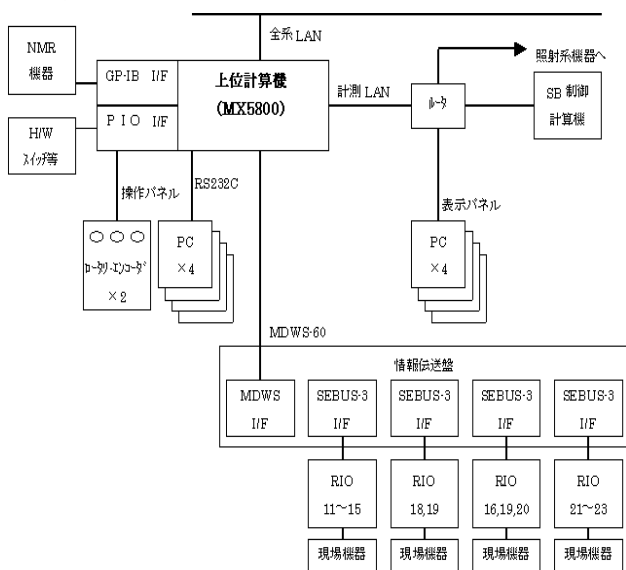 全系 LAN
NMR
機器
GP-IB I/F
上位計算機
(MX5800)
計測 LAN
ルータ
照射系機器へ
SB 制御
計算機
P I O I/F
H/W
スイッチ等
操作パネル
RS232C
ロータリ・エンコーダ
×2
PC
×4
表示パネル
PC
×4
MDWS-60
情報伝送盤
MDWS
I/F
SEBUS-3
I/F
SEBUS-3
I/F
SEBUS-3
I/F
SEBUS-3
I/F
RIO
11~15
RIO
18,19
RIO
16,19,20
RIO
21~23
現場機器
現場機器
現場機器
現場機器